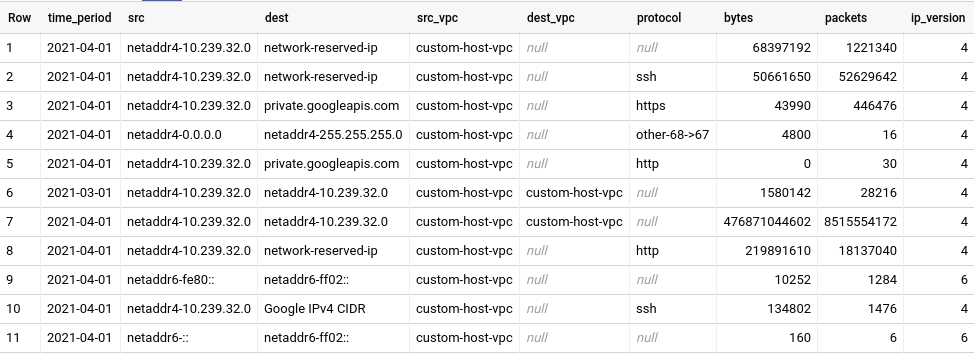 Row time_period src dest src_vpc dest_vpc protocol bytes packets ip_version
1 2021-04-01 netaddr4-10.239.32.0 network-reserved-ip custom-host-vpc null null 68397192 1221340 4
2 2021-04-01 netaddr4-10.239.32.0 network-reserved-ip custom-host-vpc null ssh 50661650 52629642 4
3 2021-04-01 netaddr4-10.239.32.0 private.googleapis.com custom-host-vpc null https 43990 446476 4
4 2021-04-01 netaddr4-0.0.0.0 netaddr4-255.255.255.0 custom-host-vpc null other-68->67 4800 16 4
5 2021-04-01 netaddr4-10.239.32.0 private.googleapis.com custom-host-vpc null http 0 30 4
6 2021-03-01 netaddr4-10.239.32.0 netaddr4-10.239.32.0 custom-host-vpc custom-host-vpc null 1580142 28216 4
7 2021-04-01 netaddr4-10.239.32.0 netaddr4-10.239.32.0 custom-host-vpc custom-host-vpc null 476871044602 8515554172 4
8 2021-04-01 netaddr4-10.239.32.0 network-reserved-ip custom-host-vpc null http 219891610 18137040 4
9 2021-04-01 netaddr6-fe80:: netaddr6-ff02:: custom-host-vpc null null 10252 1284 6
10 2021-04-01 netaddr4-10.239.32.0 Google IPv4 CIDR custom-host-vpc null ssh 134802 1476 4
11 2021-04-01 netaddr6-:: netaddr6-ff02:: custom-host-vpc null null 160 6 6